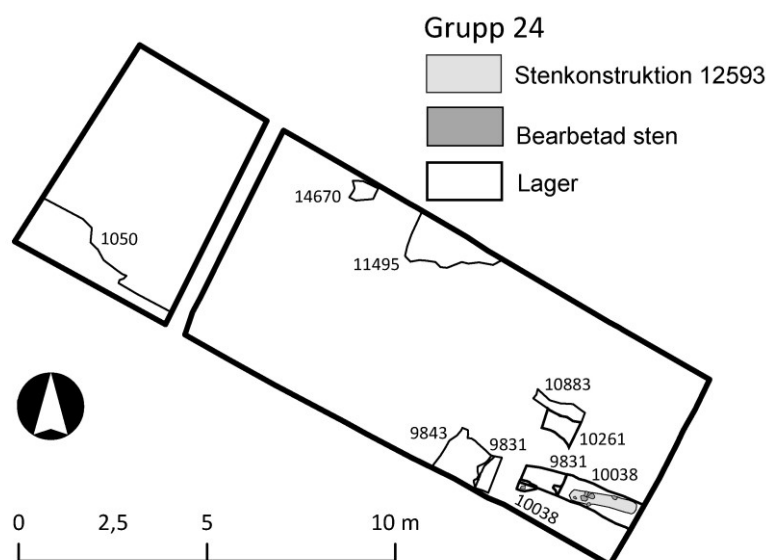 Grupp 24
Stenkonstruktion 12593
Bearbetad sten
Lager
14670
1050
11495
10883
9843
9831
10261
9831
10038
10038
0 2,5 5 10 m